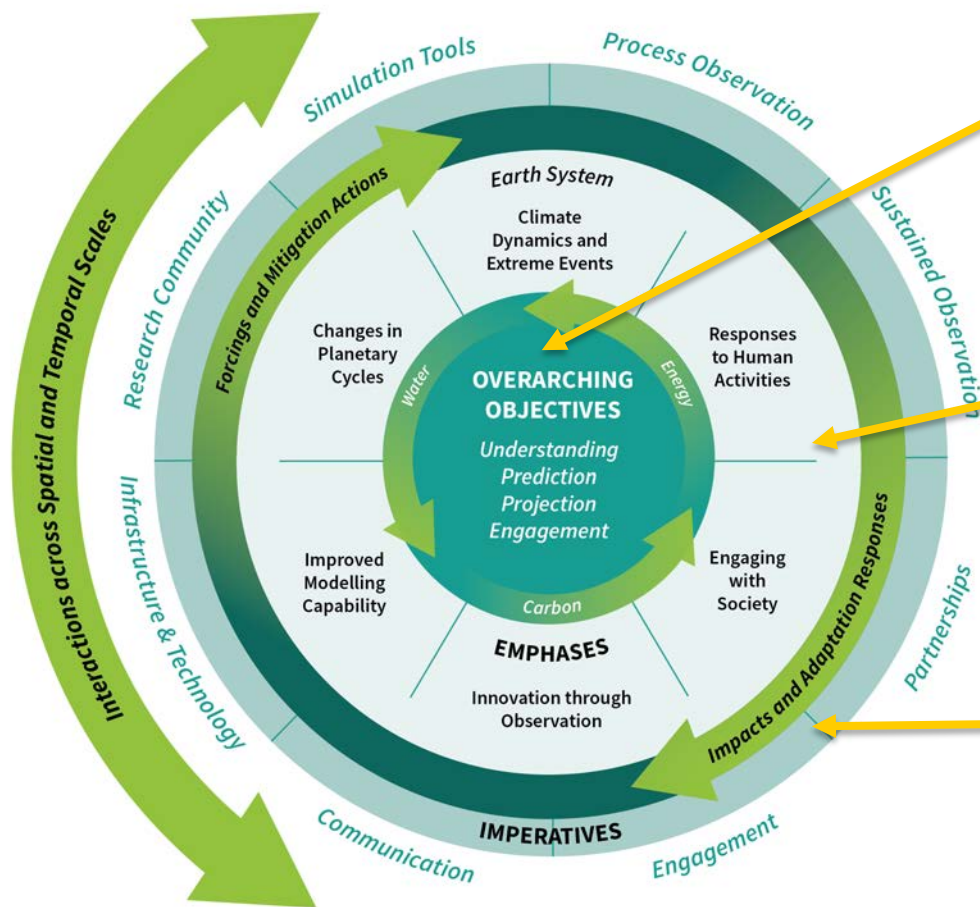 Simulation Tools
Process Observation
Sustained Observation
Partnerships
Engagement
Communication
Infrastructure & Technology
Research Community
Interactions across Spatial and Temporal Scales
Forcings and Mitigation Actions
Impacts and Adaptation Responses
Earth System
Climate
Dynamics and
Extreme Events
Changes in
Planetary
Cycles
Responses
to Human
Activities
Water
Energy
Carbon
OVERARCHING
OBJECTIVES
Understanding
Prediction
Projection
Engagement
Improved
Modelling
Capability
Engaging
with
Society
EMPHASES
Innovation through
Observation
IMPERATIVES